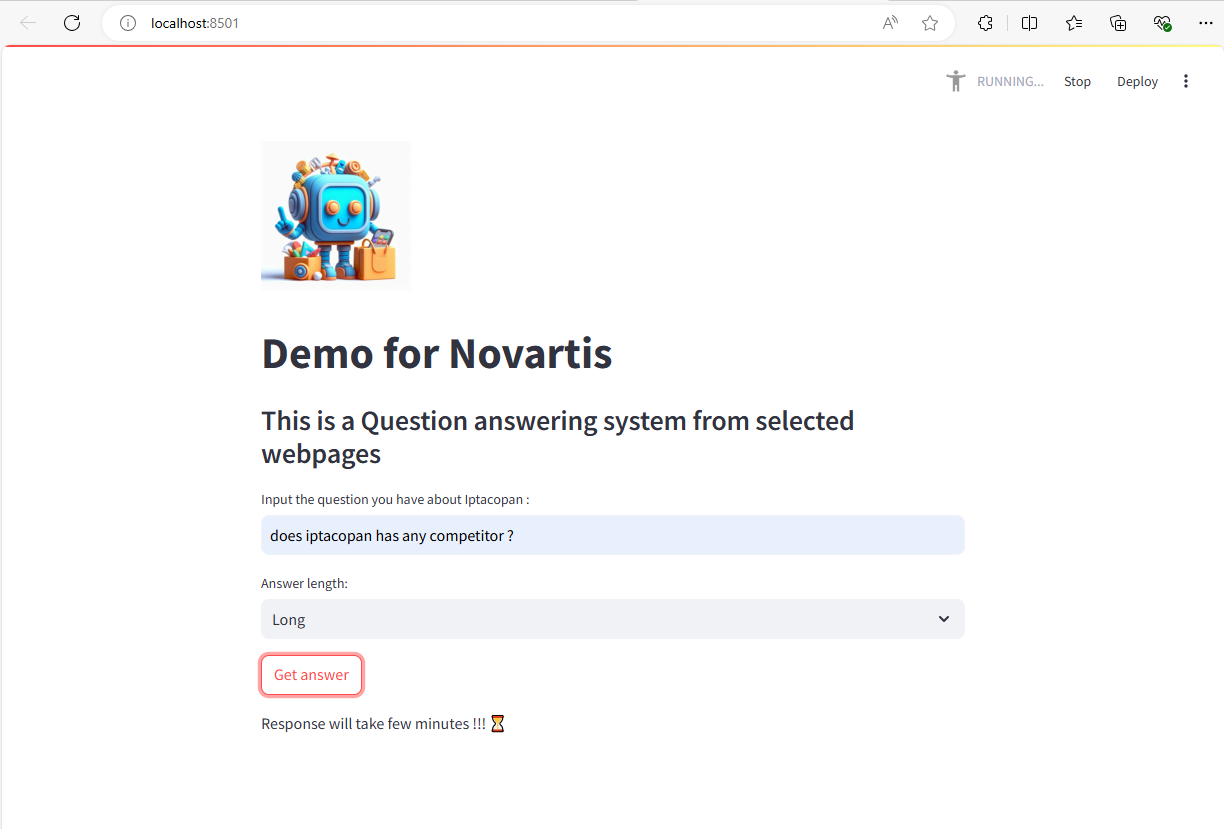 localhost:8501
RUNNING...
Stop
Deploy
Demo for Novartis
This is a Question answering system from selected
webpages
Input the question you have about Iptacopan :
does iptacopan has any competitor ?
Answer length:
Long
Get answer
Response will take few minutes !!! ⌛